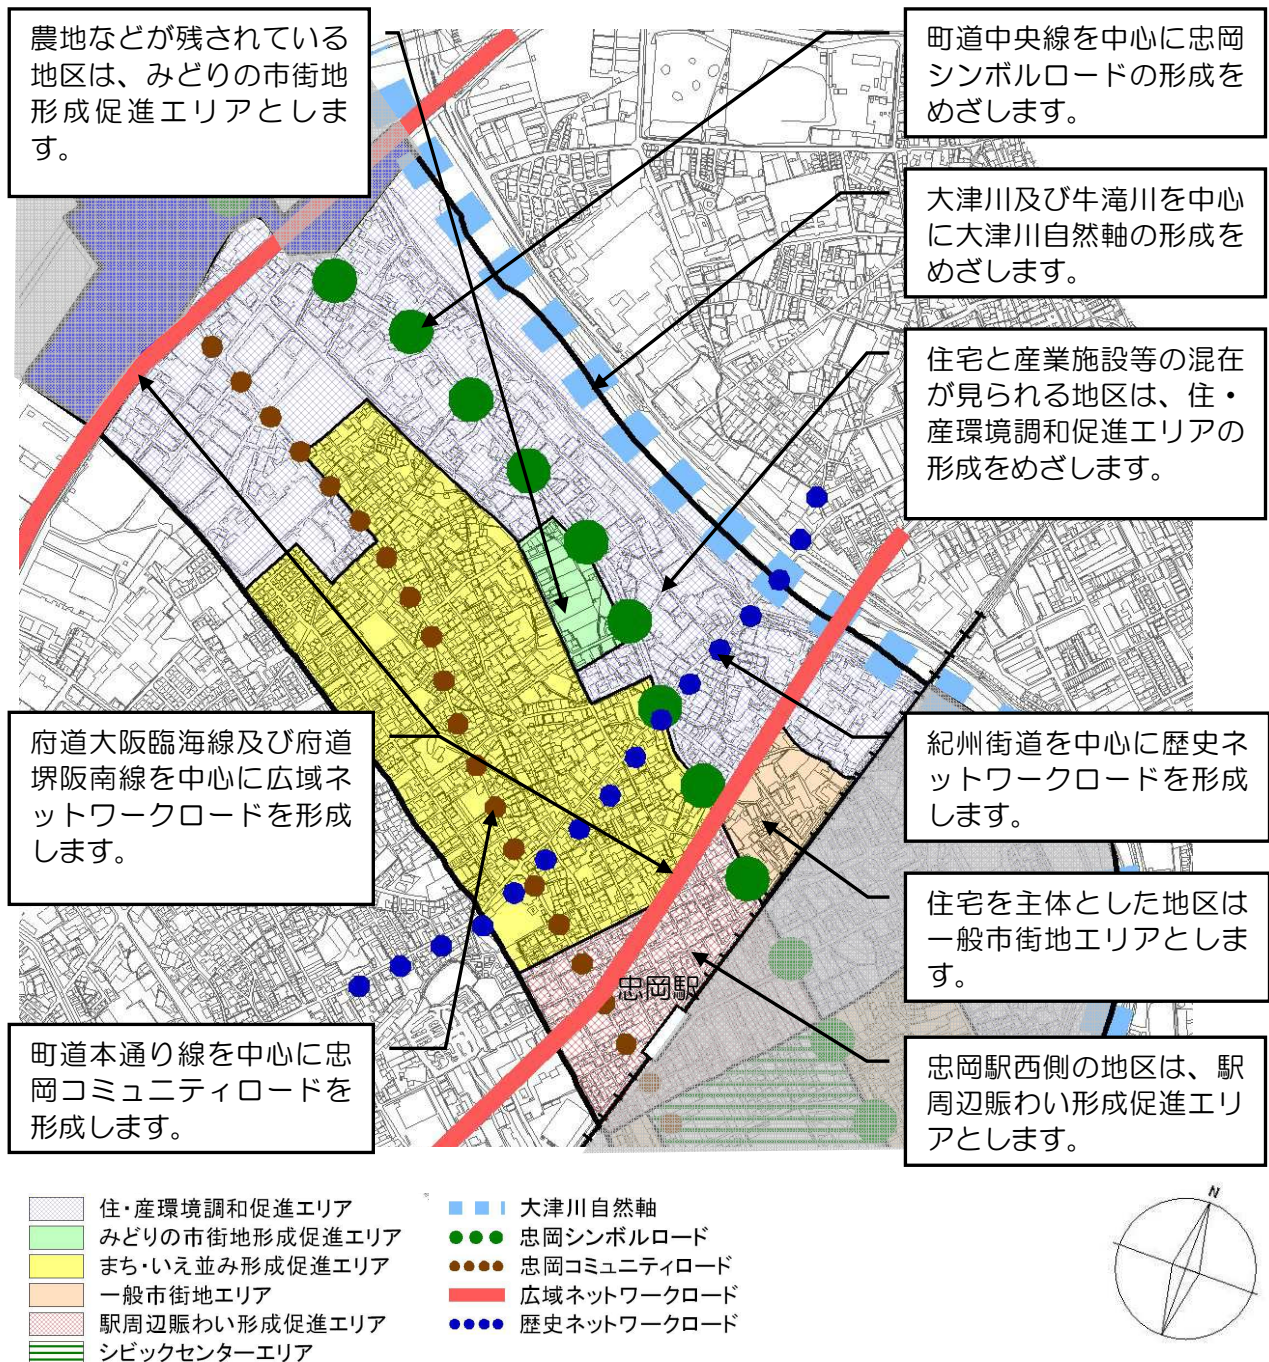 農地などが残されている
地区は、みどりの市街地
形成促進エリアとしま
す。
町道中央線を中心に忠岡
シンボルロードの形成を
めざします。
大津川及び牛滝川を中心
に大津川自然軸の形成を
めざします。
住宅と産業施設等の混在
が見られる地区は、住・
産環境調和促進エリアの
形成をめざします。
府道大阪臨海線及び府道
堺阪南線を中心に広域ネ
ットワークロードを形成
します。
紀州街道を中心に歴史ネ
ットワークロードを形成
します。
住宅を主体とした地区は
一般市街地エリアとしま
す。
忠岡駅
町道本通り線を中心に忠
岡コミュニティロードを
形成します。
忠岡駅西側の地区は、駅
周辺賑わい形成促進エリ
アとします。
住・産環境調和促進エリア
みどりの市街地形成促進エリア
まち・いえ並み形成促進エリア
一般市街地エリア
駅周辺賑わい形成促進エリア
シビックセンターエリア
大津川自然軸
忠岡シンボルロード
忠岡コミュニティロード
広域ネットワークロード
歴史ネットワークロード
N